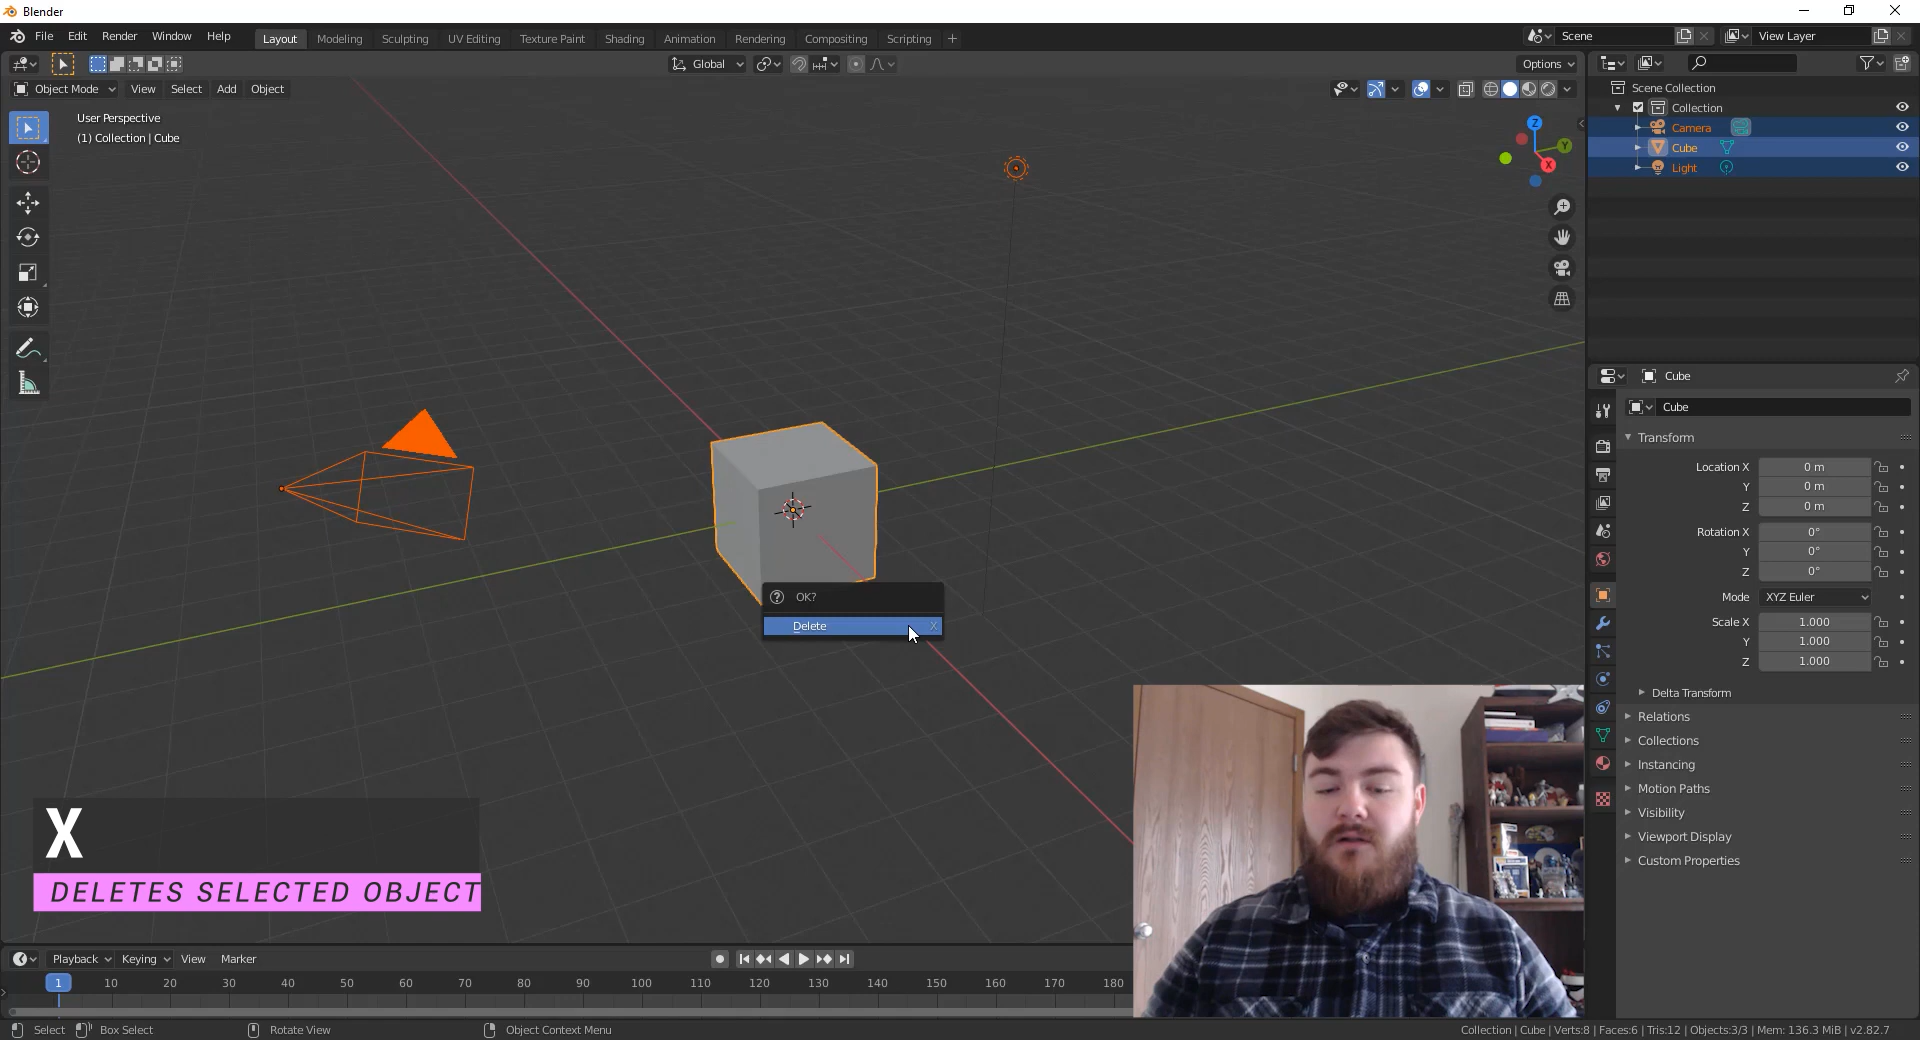 Blender
File Edit Render Window Help
Layout Modeling Sculpting UV Editing Texture Paint Shading Animation Rendering Compositing Scripting +
Scene
View Layer
Global
Options
Object Mode View Select Add Object
User Perspective
(1) Collection | Cube
Z
Y
X
Scene Collection
Collection
Camera
Cube
Light
OK?
Delete X
Cube
Cube
Transform
Location X 0 m
Y 0 m
Z 0 m
Rotation X 0°
Y 0°
Z 0°
Mode XYZ Euler
Scale X 1.000
Y 1.000
Z 1.000
Delta Transform
Relations
Collections
Instancing
Motion Paths
Visibility
Viewport Display
Custom Properties
X
DELETES SELECTED OBJECT
Playback Keying View Marker
1 10 20 30 40 50 60 70 80 90 100 110 120 130 140 150 160 170 180
Select Box Select Rotate View Object Context Menu
Collection | Cube | Verts:8 | Faces:6 | Tris:12 | Objects:3/3 | Mem: 136.3 MiB | v2.82.7